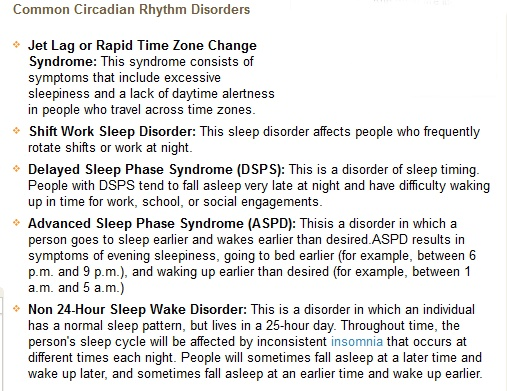 Common Circadian Rhythm Disorders
Jet Lag or Rapid Time Zone Change
Syndrome: This syndrome consists of
symptoms that include excessive
sleepiness and a lack of daytime alertness
in people who travel across time zones.
Shift Work Sleep Disorder: This sleep disorder affects people who frequently
rotate shifts or work at night.
Delayed Sleep Phase Syndrome (DSPS): This is a disorder of sleep timing.
People with DSPS tend to fall asleep very late at night and have difficulty waking
up in time for work, school, or social engagements.
Advanced Sleep Phase Syndrome (ASPD): Thisis a disorder in which a
person goes to sleep earlier and wakes earlier than desired.ASPD results in
symptoms of evening sleepiness, going to bed earlier (for example, between 6
p.m. and 9 p.m.), and waking up earlier than desired (for example, between 1
a.m. and 5 a.m.)
Non 24-Hour Sleep Wake Disorder: This is a disorder in which an individual
has a normal sleep pattern, but lives in a 25-hour day. Throughout time, the
person's sleep cycle will be affected by inconsistent insomnia that occurs at
different times each night. People will sometimes fall asleep at a later time and
wake up later, and sometimes fall asleep at an earlier time and wake up earlier.